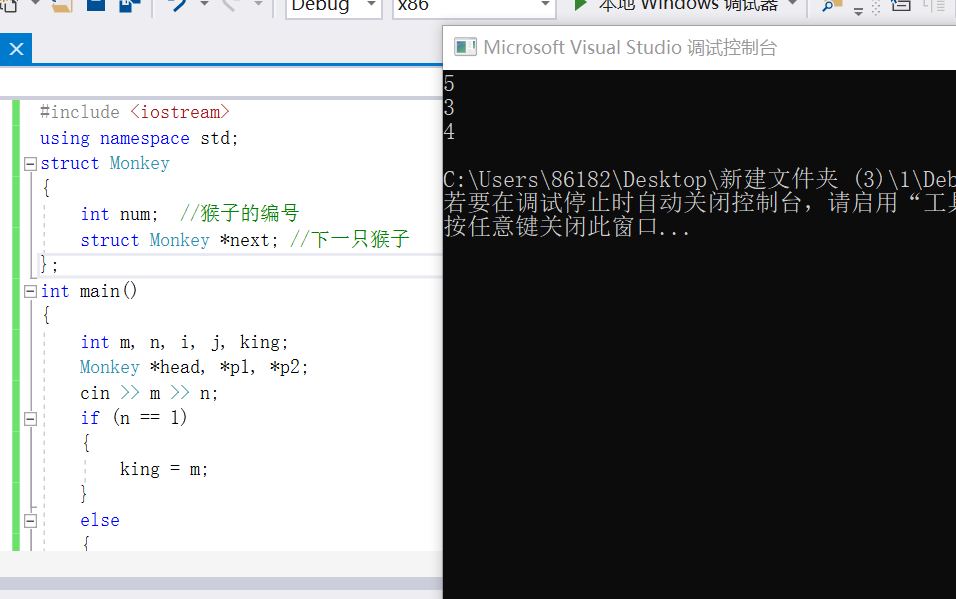 Debug
x86
本地 Windows 调试器
Microsoft Visual Studio 调试控制台
#include <iostream>
using namespace std;
struct Monkey
{
int num;  //猴子的编号
struct Monkey *next; //下一只猴子
};
int main()
{
int m, n, i, j, king;
Monkey *head, *p1, *p2;
cin >> m >> n;
if (n == 1)
{
king = m;
}
else
{
5
3
4
C:\Users\86182\Desktop\新建文件夹 (3)\1\Deb
若要在调试停止时自动关闭控制台，请启用“工具
按任意键关闭此窗口...